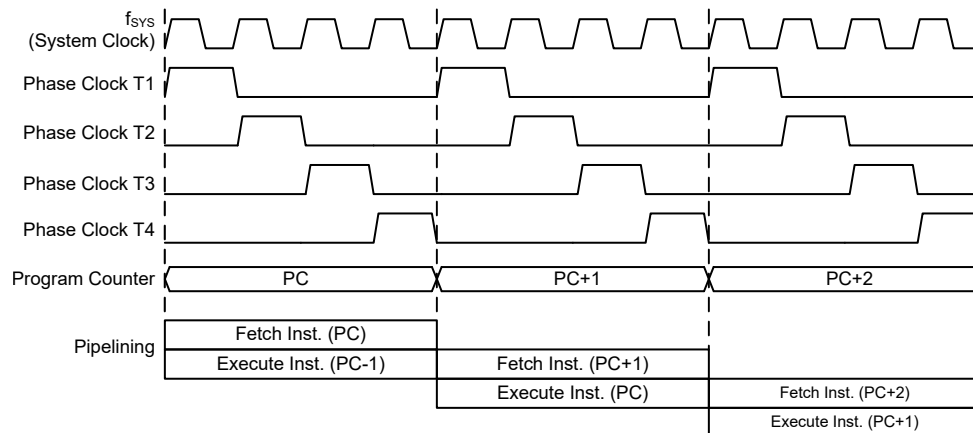 fSYS
(System Clock)
Phase Clock T1
Phase Clock T2
Phase Clock T3
Phase Clock T4
Program Counter
PC
PC+1
PC+2
Pipelining
Fetch Inst. (PC)
Execute Inst. (PC-1)
Fetch Inst. (PC+1)
Execute Inst. (PC)
Fetch Inst. (PC+2)
Execute Inst. (PC+1)